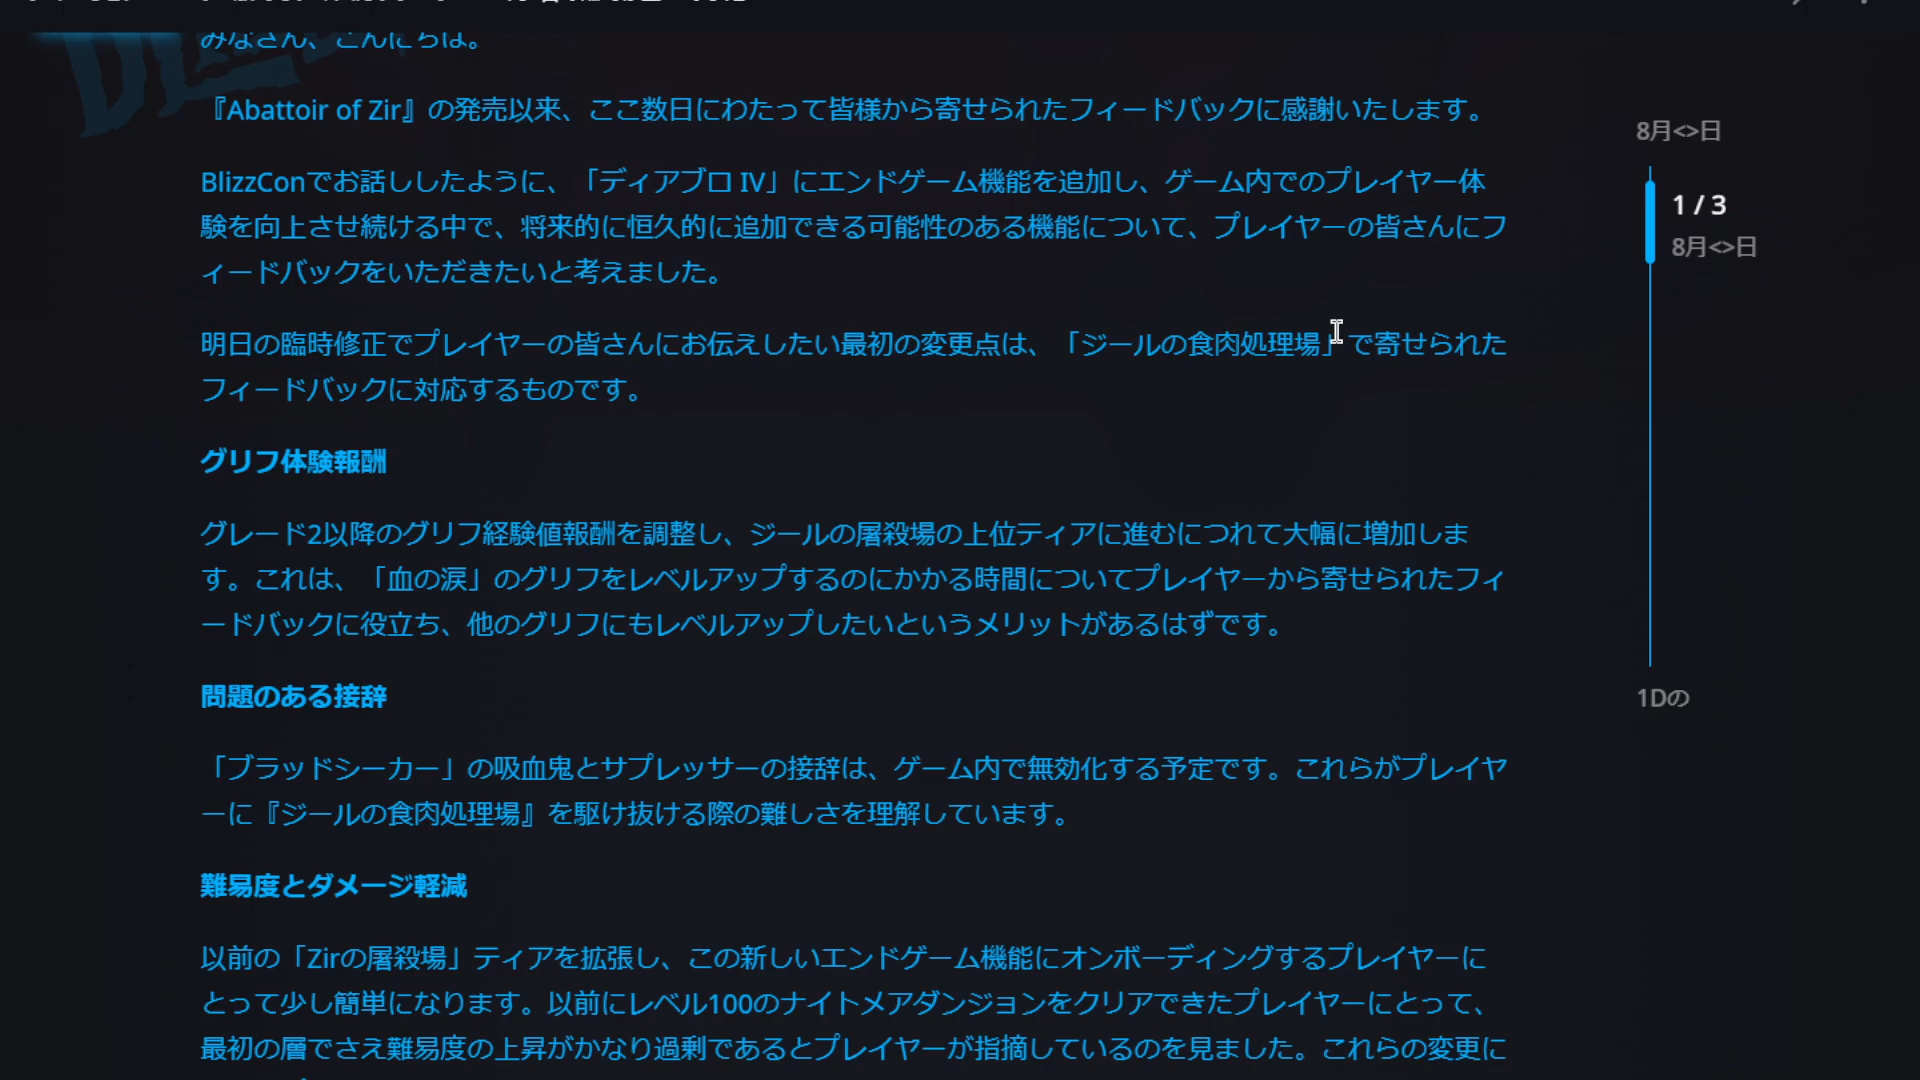 みなさん、こんにちは。
『Abattoir of Zir』の発売以来、ここ数日にわたって皆様から寄せられたフィードバックに感謝いたします。
8月<>日
BlizzConでお話ししたように、「ディアブロ IV」にエンドゲーム機能を追加し、ゲーム内でのプレイヤー体
験を向上させ続ける中で、将来的に恒久的に追加できる可能性のある機能について、プレイヤーの皆さんにフ
ィードバックをいただきたいと考えました。
1 / 3
8月<>日
明日の臨時修正でプレイヤーの皆さんにお伝えしたい最初の変更点は、「ジールの食肉処理場」で寄せられた
フィードバックに対応するものです。
グリフ体験報酬
グレード2以降のグリフ経験値報酬を調整し、ジールの屠殺場の上位ティアに進むにつれて大幅に増加しま
す。これは、「血の涙」のグリフをレベルアップするのにかかる時間についてプレイヤーから寄せられたフィ
ードバックに役立ち、他のグリフにもレベルアップしたいというメリットがあるはずです。
問題のある接辞
1Dの
「ブラッドシーカー」の吸血鬼とサプレッサーの接辞は、ゲーム内で無効化する予定です。これらがプレイヤ
ーに『ジールの食肉処理場』を駆け抜ける際の難しさを理解しています。
難易度とダメージ軽減
以前の「Zirの屠殺場」ティアを拡張し、この新しいエンドゲーム機能にオンボーディングするプレイヤーに
とって少し簡単になります。以前にレベル100のナイトメアダンジョンをクリアできたプレイヤーにとって、
最初の層でさえ難易度の上昇がかなり過剰であるとプレイヤーが指摘しているのを見ました。これらの変更に